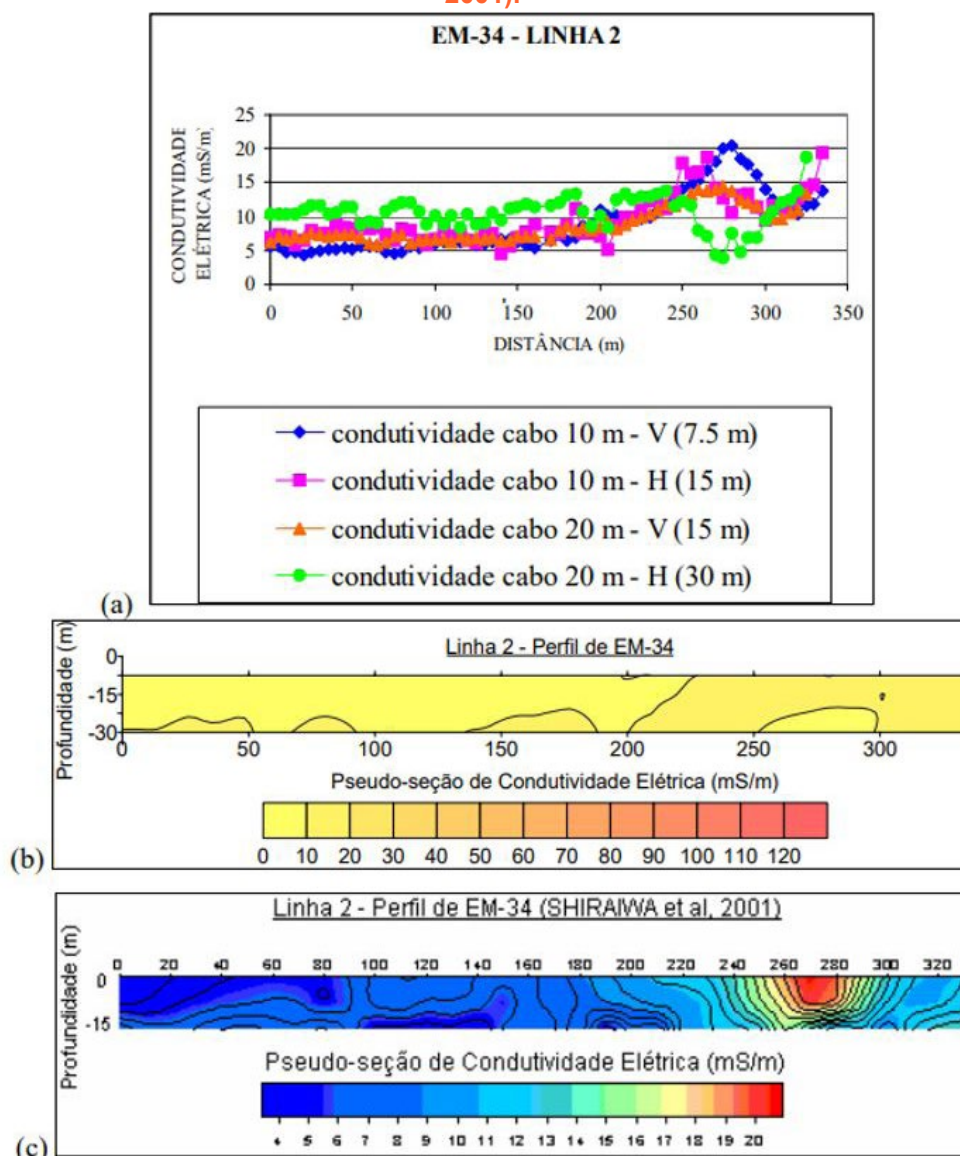 2001).
EM-34 - LINHA 2
CONDUTIVIDADE
ELÉTRICA (mS/m)
25
20
15
10
5
0
0 50 100 150 200 250 300 350
DISTÂNCIA (m)
condutividade cabo 10 m - V (7.5 m)
condutividade cabo 10 m - H (15 m)
condutividade cabo 20 m - V (15 m)
condutividade cabo 20 m - H (30 m)
(a)
Linha 2 - Perfil de EM-34
Profundidade (m)
0
-15
-30
0 50 100 150 200 250 300
Pseudo-seção de Condutividade Elétrica (mS/m)
0 10 20 30 40 50 60 70 80 90 100 110 120
(b)
Linha 2 - Perfil de EM-34 (SHIRAIWA et al, 2001)
Profundidade (m)
0 20 40 60 80 100 120 140 160 180 200 220 240 260 280 300 320
0
-15
Pseudo-seção de Condutividade Elétrica (mS/m)
4 5 6 7 8 9 10 11 12 13 14 15 16 17 18 19 20
(c)